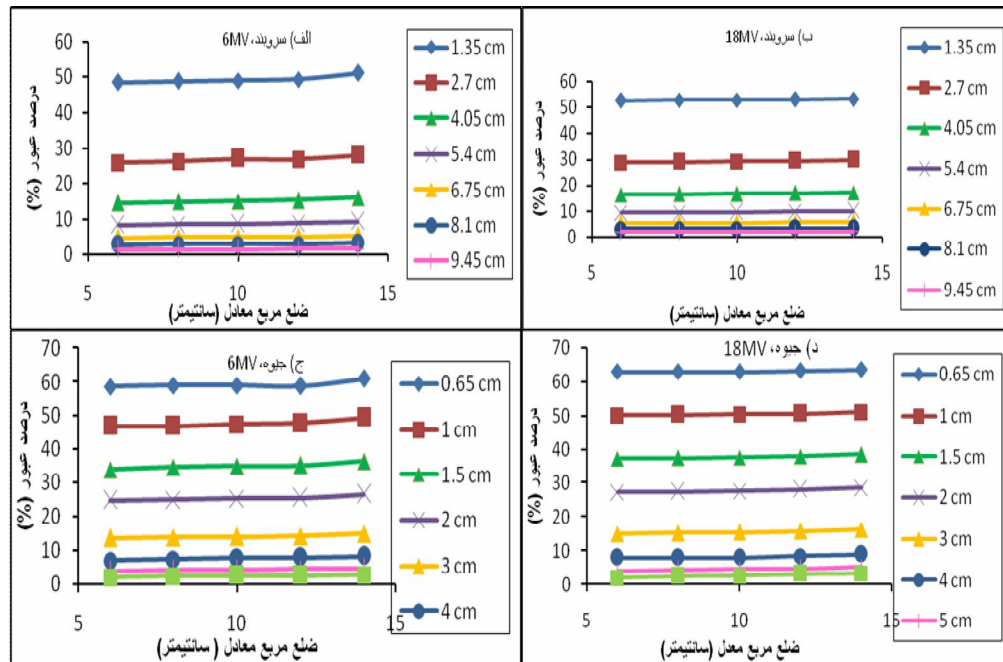 الف) سروبند، 6MV
60
50
40
30
20
10
0
5
10
15
درصد عبور (%)
ضلع مربع معادل (سانتیمتر)
1.35 cm
2.7 cm
4.05 cm
5.4 cm
6.75 cm
8.1 cm
9.45 cm
ب) سروبند، 18MV
60
50
40
30
20
10
0
5
10
15
درصد عبور (%)
ضلع مربع معادل (سانتیمتر)
1.35 cm
2.7 cm
4.05 cm
5.4 cm
6.75 cm
8.1 cm
9.45 cm
ج) جیوه، 6MV
70
60
50
40
30
20
10
0
5
10
15
درصد عبور (%)
ضلع مربع معادل ( سانتیمتر)
0.65 cm
1 cm
1.5 cm
2 cm
3 cm
4 cm
د) جیوه، 18MV
70
60
50
40
30
20
10
0
5
10
15
درصد عبور (%)
ضلع مربع معادل (سانتیمتر)
0.65 cm
1 cm
1.5 cm
2 cm
3 cm
4 cm
5 cm